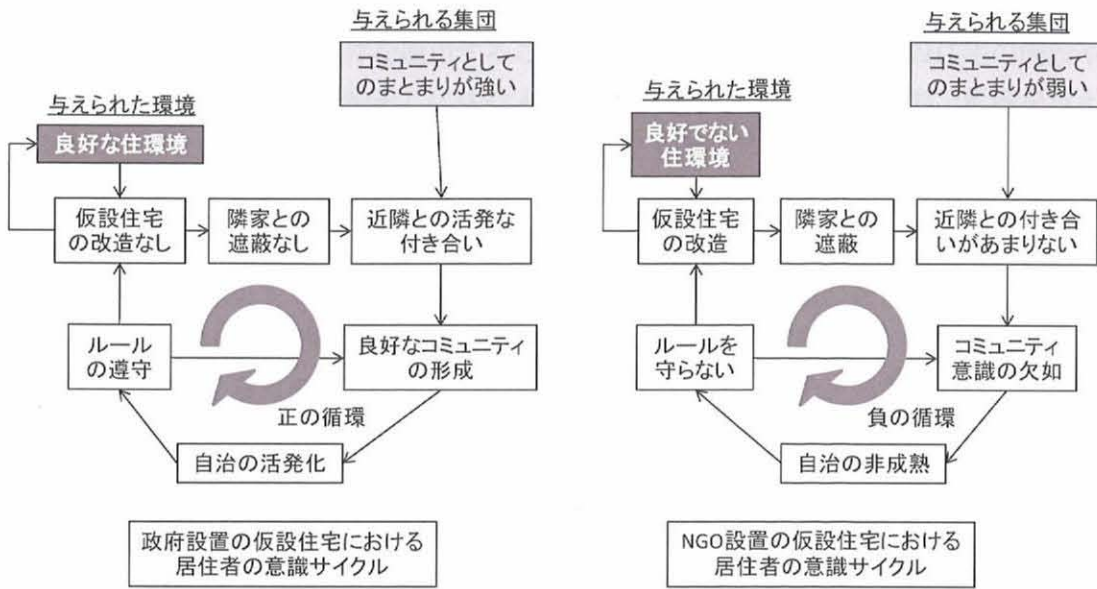 与えられる集団
コミュニティとして
のまとまりが強い
与えられた環境
良好な住環境
仮設住宅
の改造なし
隣家との
遮蔽なし
近隣との活発な
付き合い
ルール
の遵守
良好なコミュニティ
の形成
正の循環
自治の活発化
政府設置の仮設住宅における
居住者の意識サイクル
与えられる集団
コミュニティとして
のまとまりが弱い
与えられた環境
良好でない
住環境
仮設住宅
の改造
隣家との
遮蔽
近隣との付き合
いがあまりない
ルールを
守らない
コミュニティ
意識の欠如
負の循環
自治の非成熟
NGO設置の仮設住宅における
居住者の意識サイクル